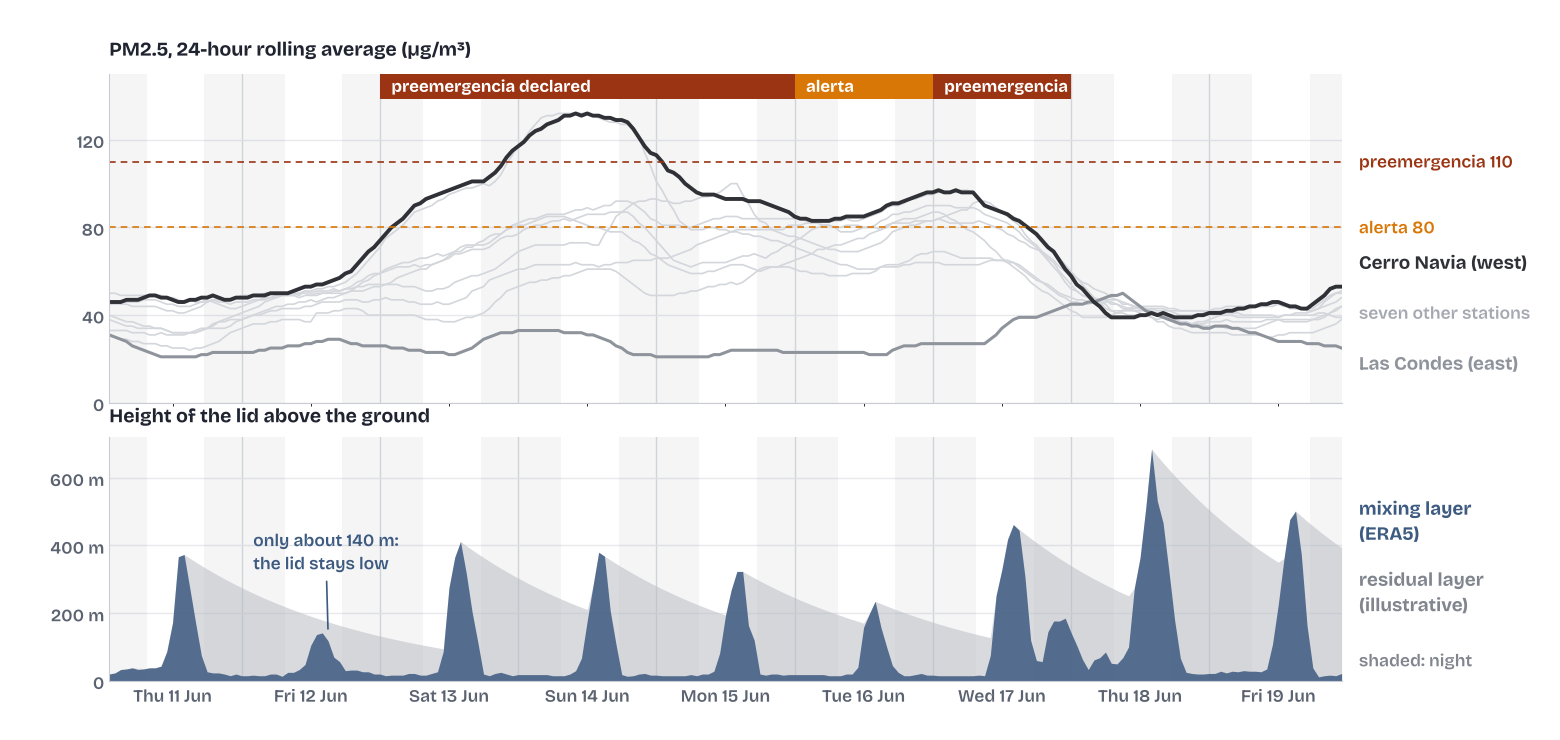 PM2.5, 24-hour rolling average (µg/m³)
preemergencia declared
alerta
preemergencia
120
80
40
0
preemergencia 110
alerta 80
Cerro Navia (west)
seven other stations
Las Condes (east)
Height of the lid above the ground
600 m
400 m
200 m
0
only about 140 m:
the lid stays low
mixing layer
(ERA5)
residual layer
(illustrative)
shaded: night
Thu 11 Jun
Fri 12 Jun
Sat 13 Jun
Sun 14 Jun
Mon 15 Jun
Tue 16 Jun
Wed 17 Jun
Thu 18 Jun
Fri 19 Jun